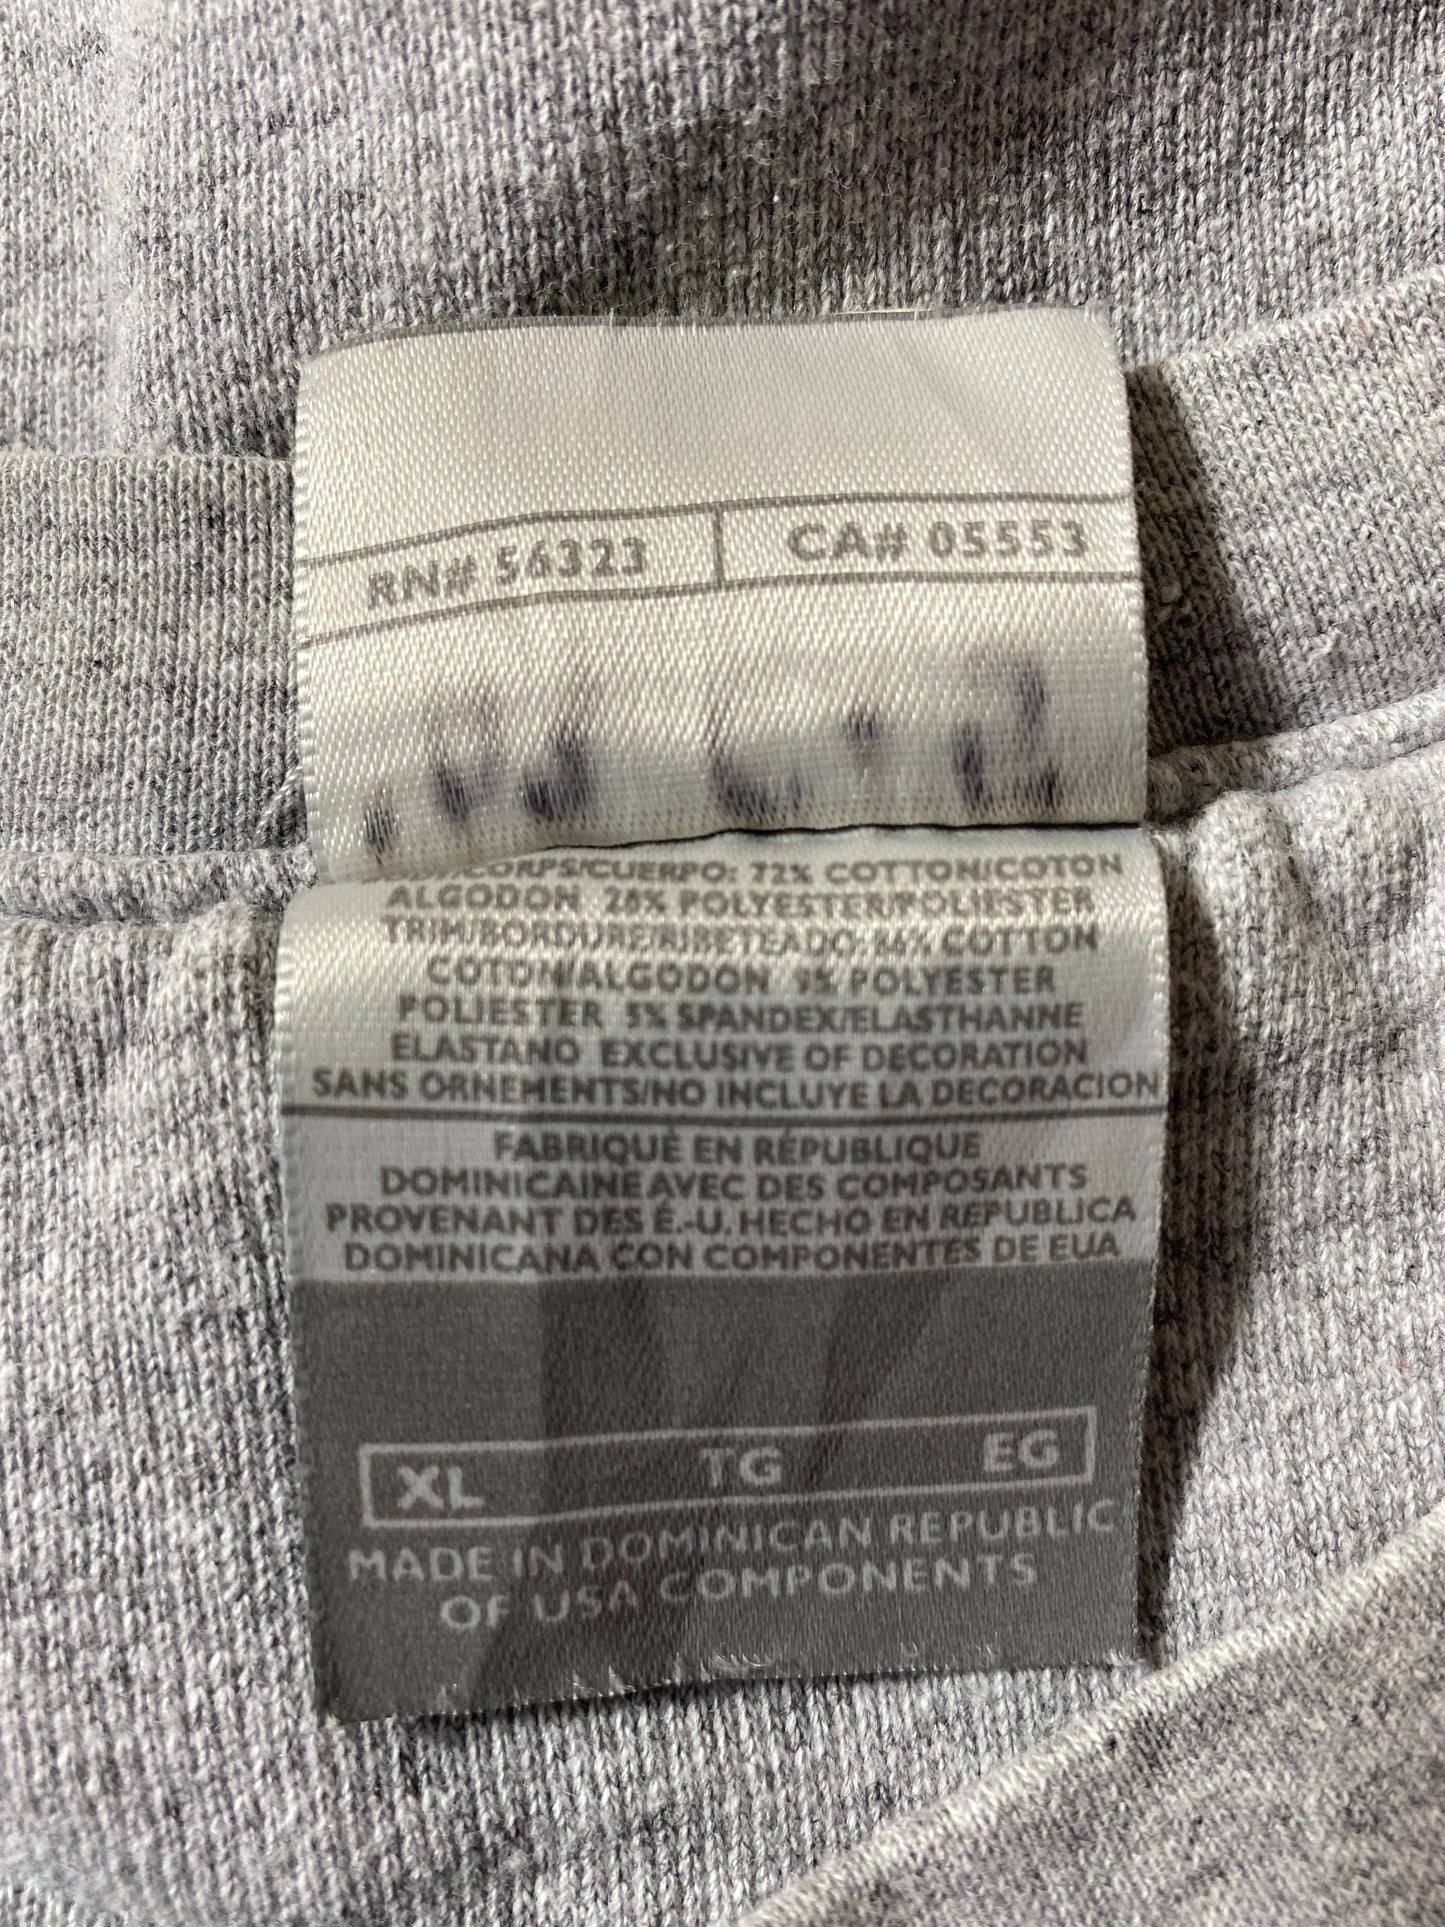 RN# 56323 CA# 05553
CORPS/CUERPO: 72% COTTON/COTON
ALGODON 28% POLYESTER/POLIESTER
TRIM/BORDURE/RIBETEADO: 86% COTTON
COTON/ALGODON 9% POLYESTER
POLIESTER 5% SPANDEX/ELASTHANNE
ELASTANO EXCLUSIVE OF DECORATION
SANS ORNEMENTS/NO INCLUYE LA DECORACION
FABRIQUÉ EN RÉPUBLIQUE
DOMINICAINE AVEC DES COMPOSANTS
PROVENANT DES É.-U. HECHO EN REPUBLICA
DOMINICANA CON COMPONENTES DE EUA
XL TG EG
MADE IN DOMINICAN REPUBLIC
OF USA COMPONENTS